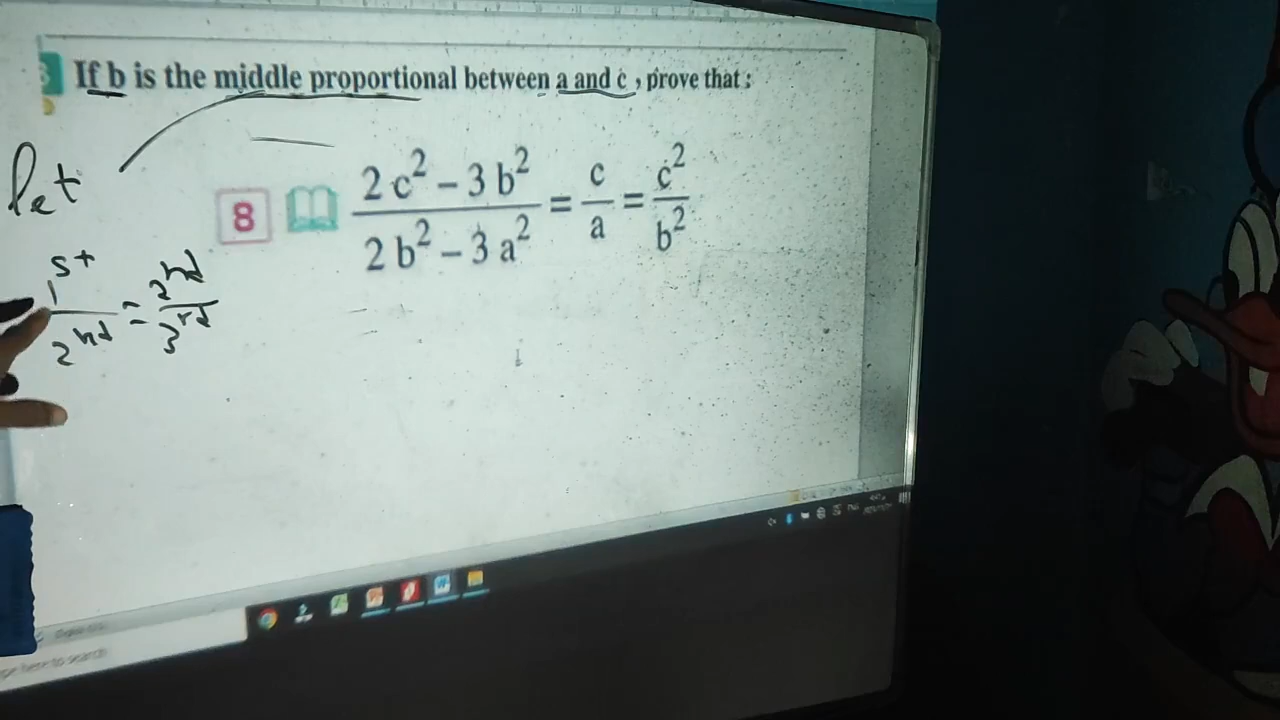 If b is the middle proportional between a and c , prove that :
let
8 (2c² – 3b²)/(2b² – 3a²) = c/a = c²/b²
1st/2nd = 2nd/3rd